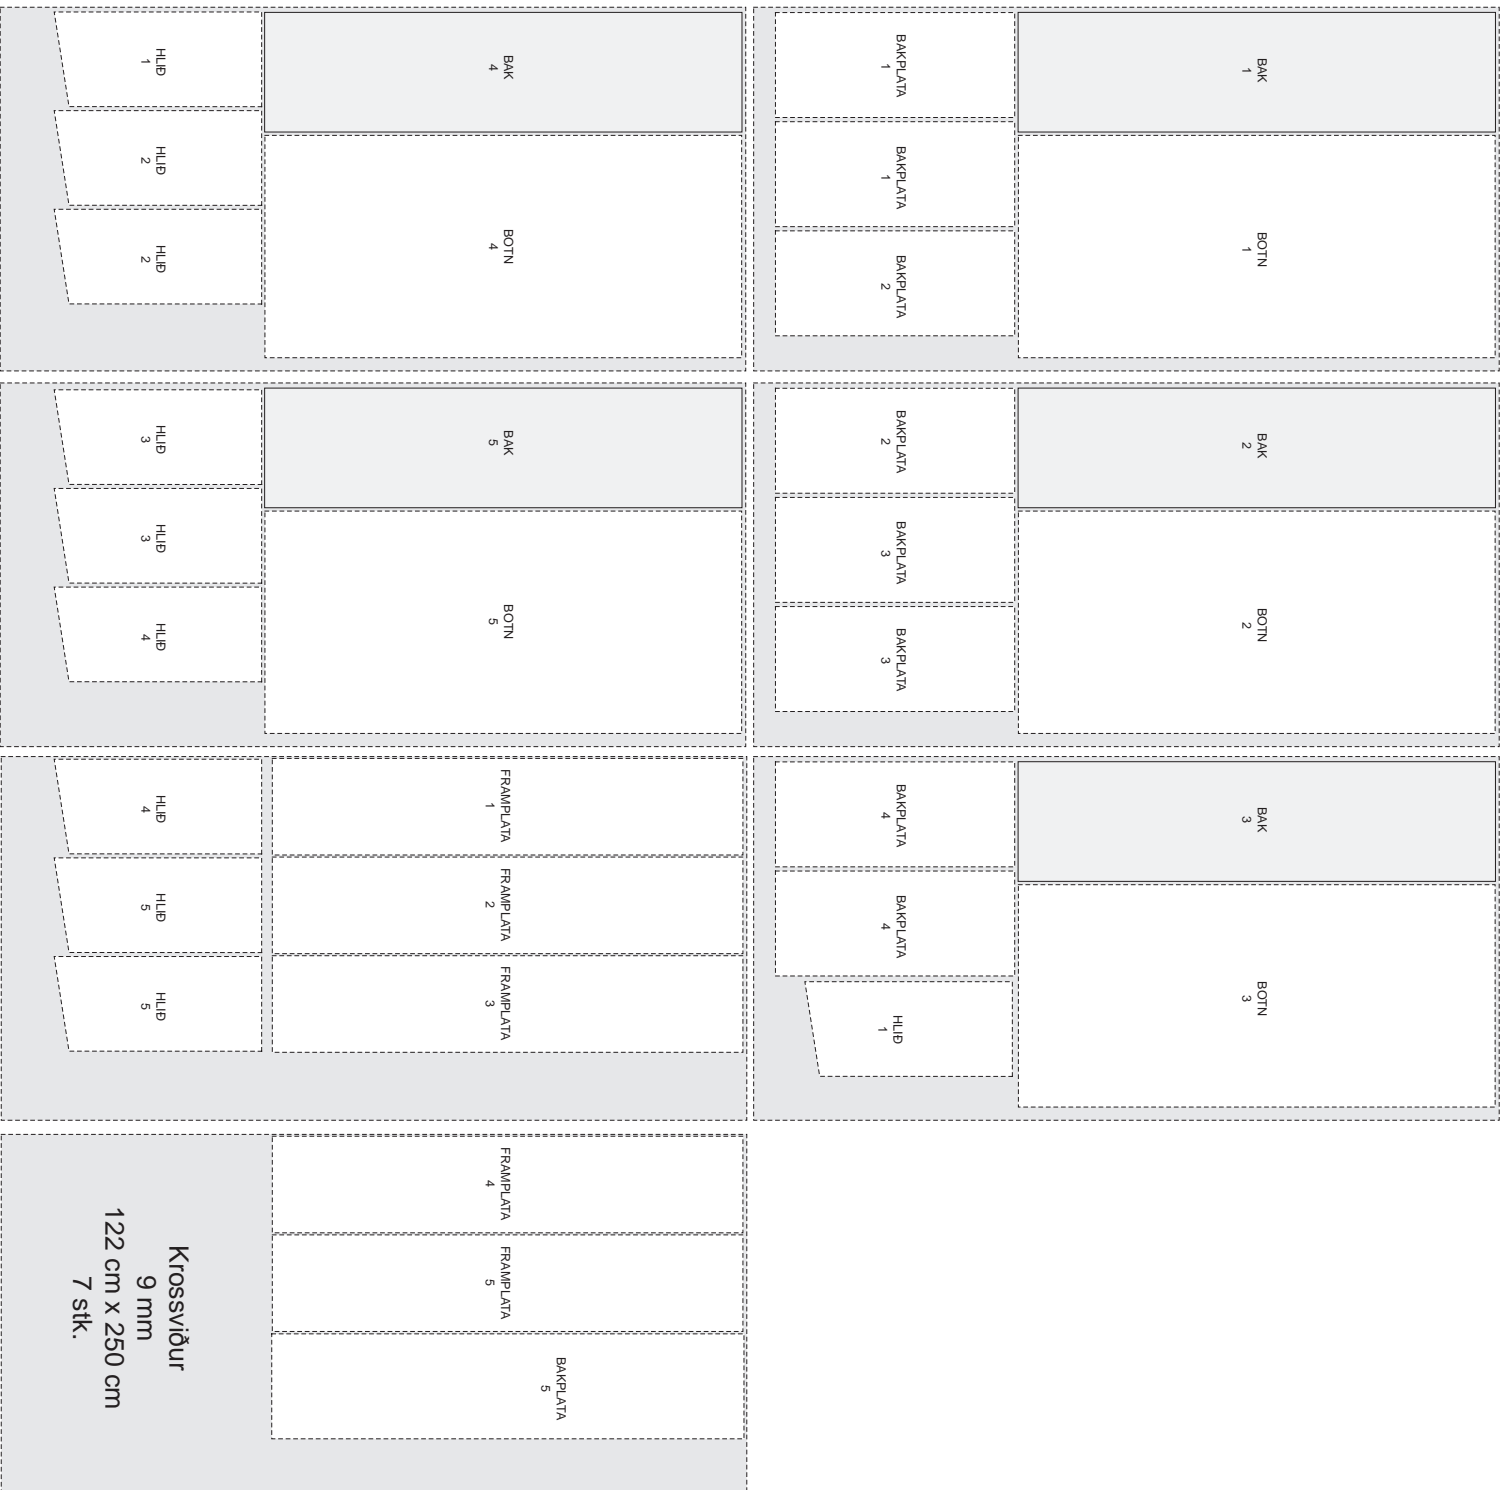 BAK
1
BOTN
1
BAKPLATA
1
BAKPLATA
1
BAKPLATA
2
BAK
2
BOTN
2
BAKPLATA
2
BAKPLATA
3
BAKPLATA
3
BAK
3
BOTN
3
BAKPLATA
4
BAKPLATA
4
HLIÐ
1
BAK
4
BOTN
4
HLIÐ
1
HLIÐ
2
HLIÐ
2
BAK
5
BOTN
5
HLIÐ
3
HLIÐ
3
HLIÐ
4
FRAMPLATA
1
FRAMPLATA
2
FRAMPLATA
3
HLIÐ
4
HLIÐ
5
HLIÐ
5
FRAMPLATA
4
FRAMPLATA
5
BAKPLATA
5
Krossviður
9 mm
122 cm x 250 cm
7 stk.